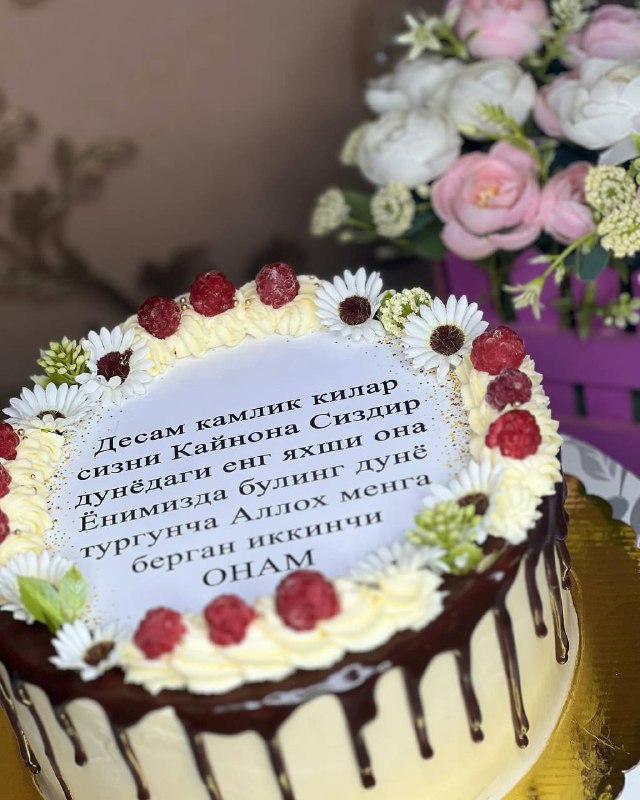 Десам камлик килар
сизни Кайнона Сиздир
дунёдаги енг яхши она
Ёнимизда булинг дунё
тургунча Аллох менга
берган иккинчи
ОНАМ